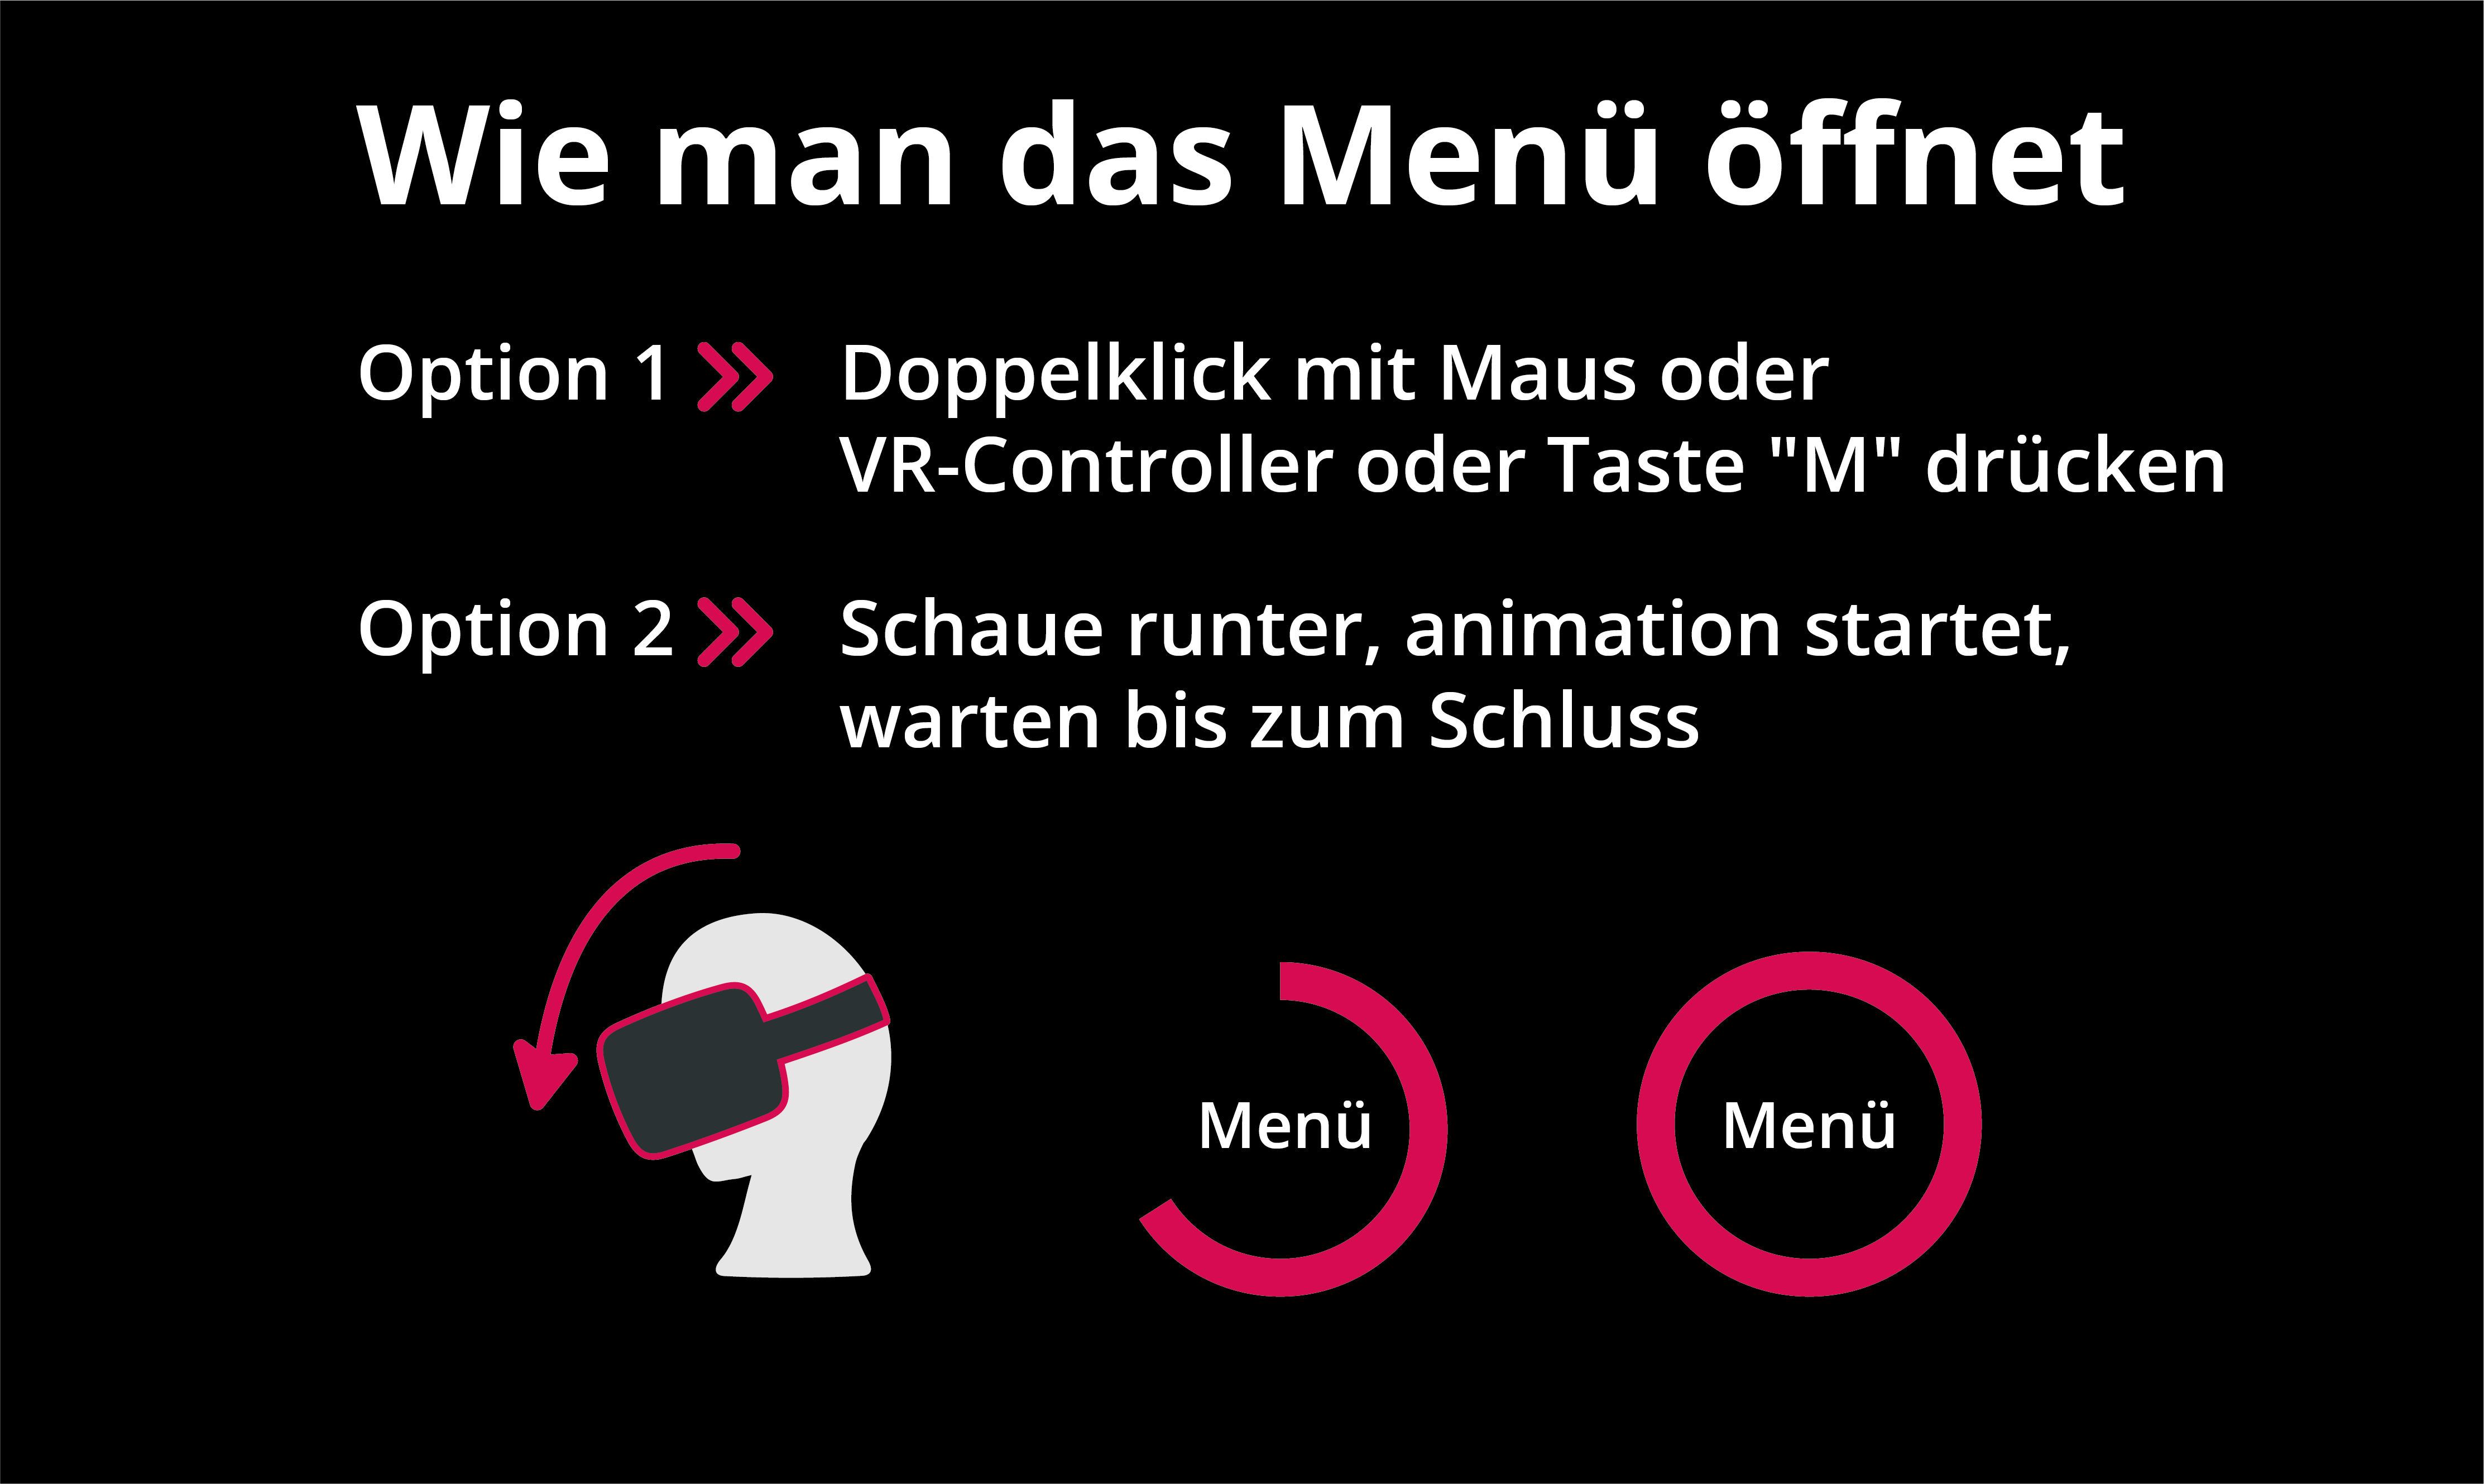 Wie man das Menü öffnet
Option 1 Doppelklick mit Maus oder
VR-Controller oder Taste "M" drücken
Option 2 Schaue runter, animation startet,
warten bis zum Schluss
Menü
Menü